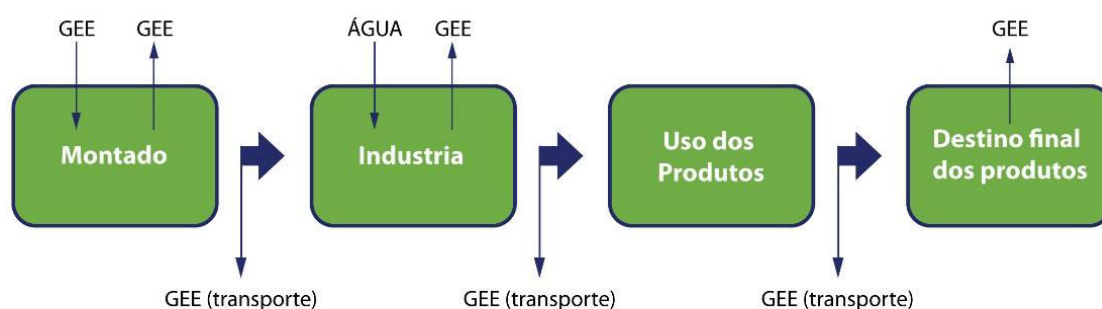 GEE GEE ÁGUA GEE GEE
Montado
Industria
Uso dos
Produtos
Destino final
dos produtos
GEE (transporte) GEE (transporte) GEE (transporte)